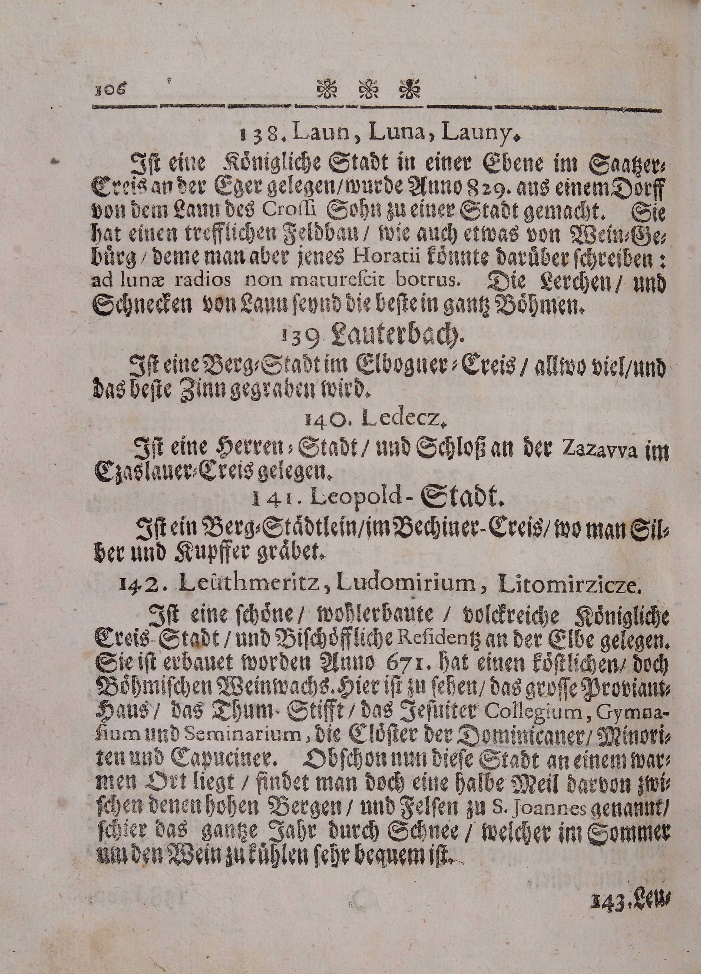 106 * * *
138. Laun, Luna, Launy.
Ist eine Königliche Stadt in einer Ebene im Saatzer-
Creis an der Eger gelegen/ wurde Anno 829. aus einem Dorff
von dem Laun des Crossi Sohn zu einer Stadt gemacht. Sie
hat einen trefflichen Feldbau/ wie auch etwas von Wein-Ge-
bürg/ deme man aber jenes Horatii könnte darüber schreiben:
ad lunæ radios non maturescit botrus. Die Lerchen/ und
Schnecken von Laun seynd die beste in gantz Böhmen.
139 Lauterbach.
Ist eine Berg-Stadt im Elbogner-Creis/ allwo viel/ und
das beste Zinn gegraben wird.
140. Ledecz.
Ist eine Herren-Stadt/ und Schloß an der Zazavva im
Czaslauer-Creis gelegen.
141. Leopold-Stadt.
Ist ein Berg-Städtlein/ im Bechiner-Creis/ wo man Sil-
ber und Kupffer gräbet.
142. Leüthmeritz, Ludomirium, Litomirzicze.
Ist eine schöne/ wohlerbaute/ volckreiche Königliche
Creis-Stadt/ und Bischöffliche Residentz an der Elbe gelegen.
Sie ist erbauet worden Anno 671. hat einen köstlichen/ doch
Böhmischen Weinwachs. Hier ist zu sehen/ das grosse Proviant-
Haus/ das Thum-Stifft/ das Jesuiter Collegium, Gymna-
sium und Seminarium, die Clöster der Dominicaner/ Minori-
ten und Capuciner. Obschon nun diese Stadt an einem war-
men Ort liegt/ findet man doch eine halbe Meil darvon zwi-
schen denen hohen Bergen/ und Felsen zu S. Joannes genannt/
schier das gantze Jahr durch Schnee/ welcher im Sommer
um den Wein zu kühlen sehr bequem ist.
143. Leu-